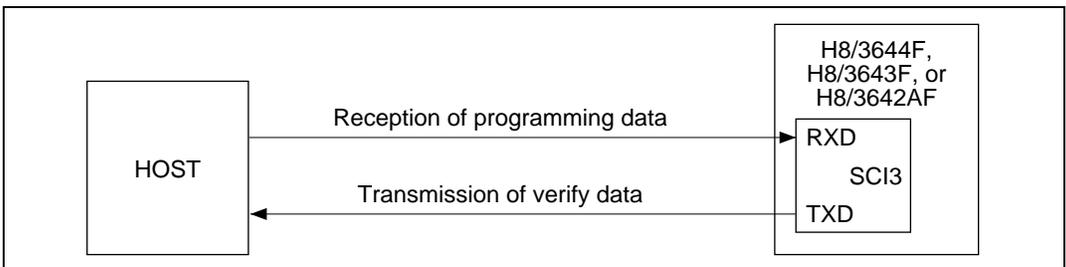 H8/3644F,
H8/3643F, or
H8/3642AF
Reception of programming data
RXD
HOST
SCI3
Transmission of verify data
TXD